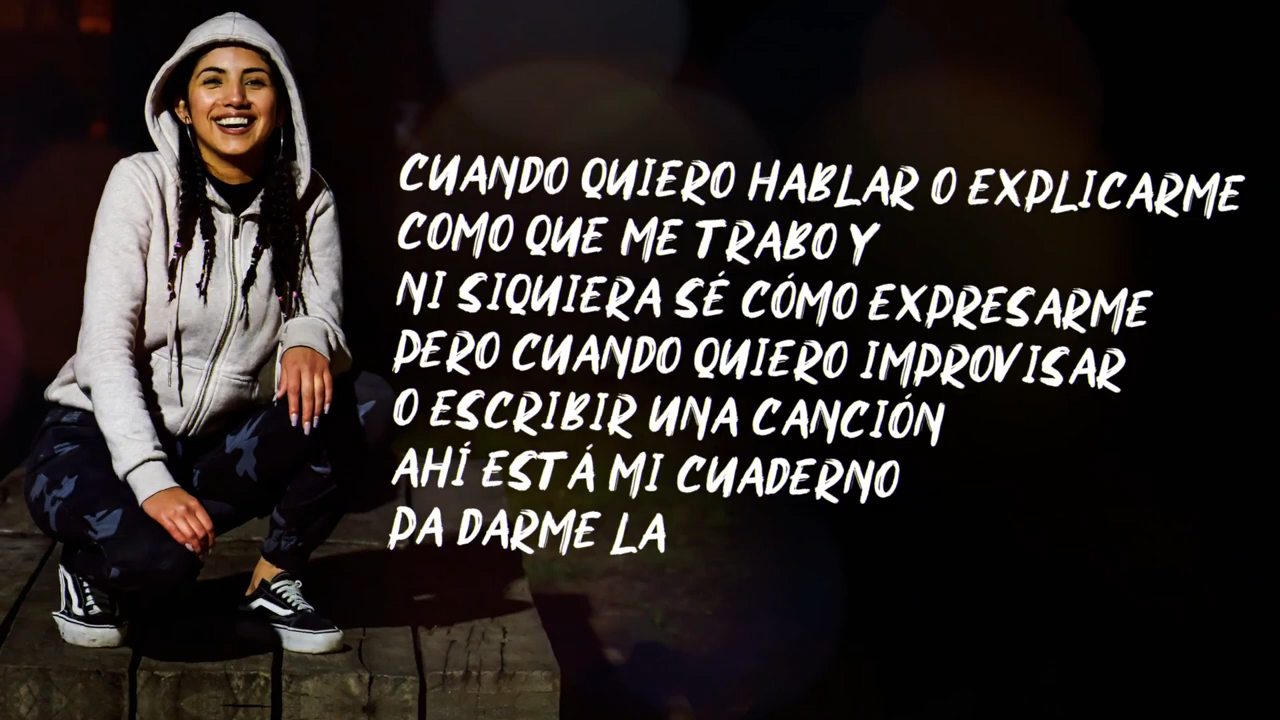 CUANDO QUIERO HABLAR O EXPLICARME
COMO QUE ME TRABO Y
NI SIQUIERA SÉ CÓMO EXPRESARME
PERO CUANDO QUIERO IMPROVISAR
O ESCRIBIR UNA CANCIÓN
AHÍ ESTÁ MI CUADERNO
PA DARME LA